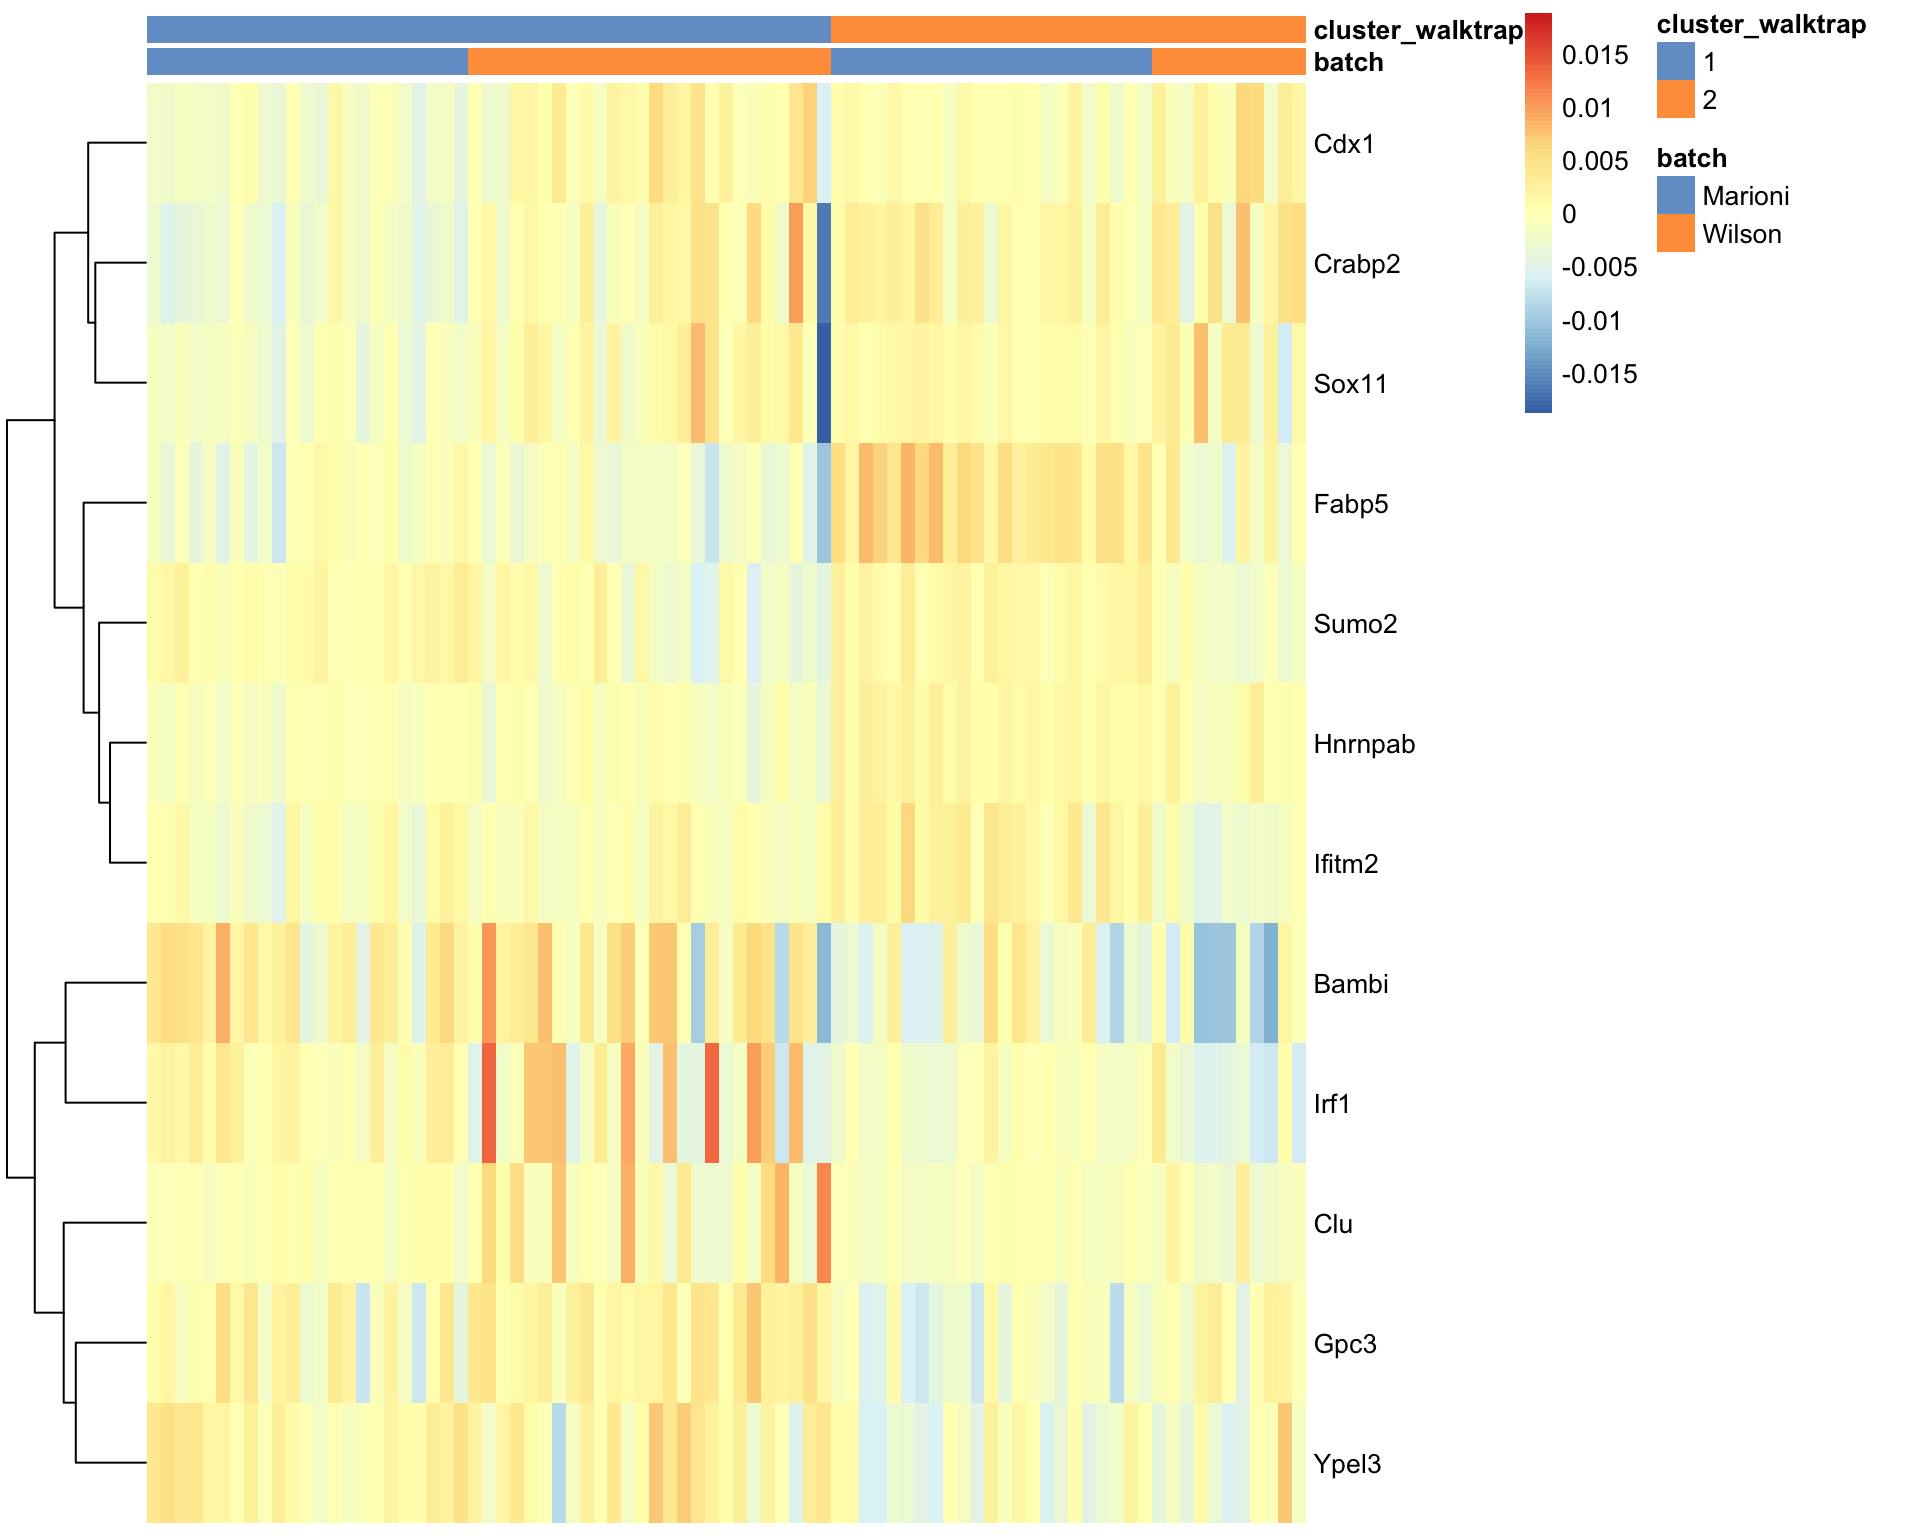 cluster_walktrap
batch
Cdx1
Crabp2
Sox11
Fabp5
Sumo2
Hnrnpab
Ifitm2
Bambi
Irf1
Clu
Gpc3
Ypel3
0.015
0.01
0.005
0
-0.005
-0.01
-0.015
cluster_walktrap
1
2
batch
Marioni
Wilson